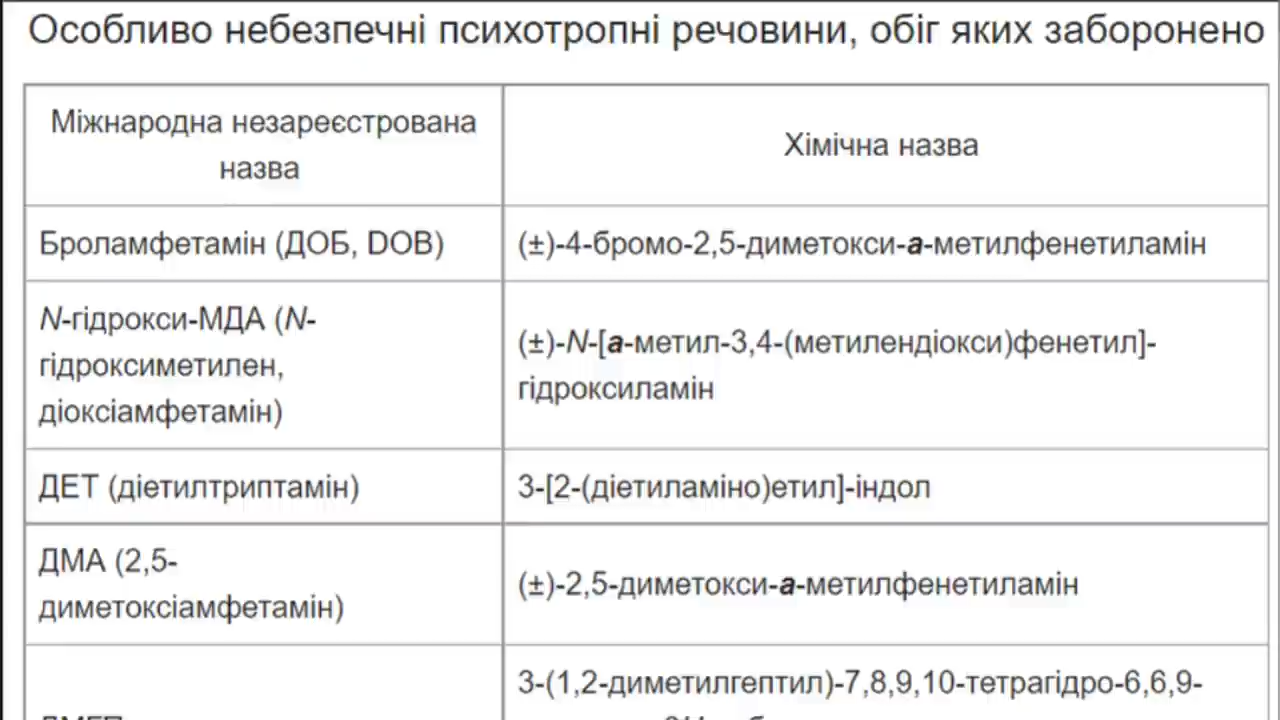 Особливо небезпечні психотропні речовини, обіг яких заборонено
Міжнародна незареєстрована
назва
Хімічна назва
Броламфетамін (ДОБ, DOB)
(±)-4-бромо-2,5-диметокси-a-метилфенетиламін
N-гідрокси-МДА (N-
гідроксиметилен,
діоксіамфетамін)
(±)-N-[a-метил-3,4-(метилендіокси)фенетил]-
гідроксиламін
ДЕТ (діетилтриптамін)
3-[2-(діетиламіно)етил]-індол
ДМА (2,5-
диметоксіамфетамін)
(±)-2,5-диметокси-a-метилфенетиламін
3-(1,2-диметилгептил)-7,8,9,10-тетрагідро-6,6,9-